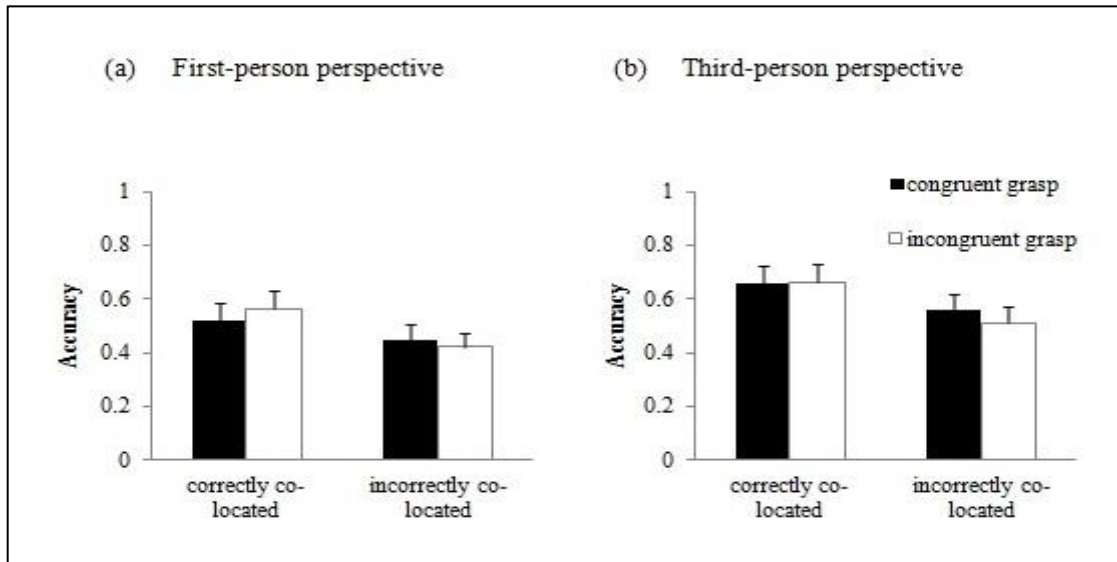 (a) First-person perspective
Accuracy
1
0.8
0.6
0.4
0.2
0
correctly co-
located
incorrectly co-
located
(b) Third-person perspective
congruent grasp
incongruent grasp
Accuracy
1
0.8
0.6
0.4
0.2
0
correctly co-
located
incorrectly co-
located